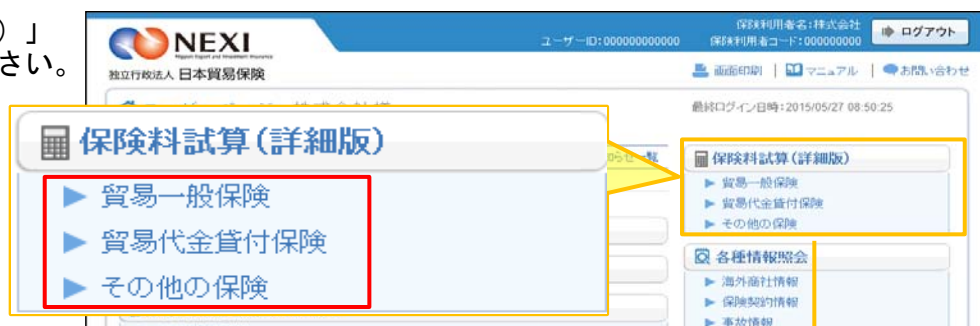 ）」
さい。
NEXI
Nippon Export and Investment Insurance
独立行政法人 日本貿易保険
ユーザーID:000000000000
保険利用者名:株式会社
保険利用者コード:000000000
ログアウト
画面印刷 | マニュアル | お問い合わせ
最終ログイン日時:2015/05/27 08:50:25
保険料試算(詳細版)
貿易一般保険
貿易代金貸付保険
その他の保険
らせ一覧
保険料試算(詳細版)
貿易一般保険
貿易代金貸付保険
その他の保険
各種情報照会
海外商社情報
保険契約情報
事故情報